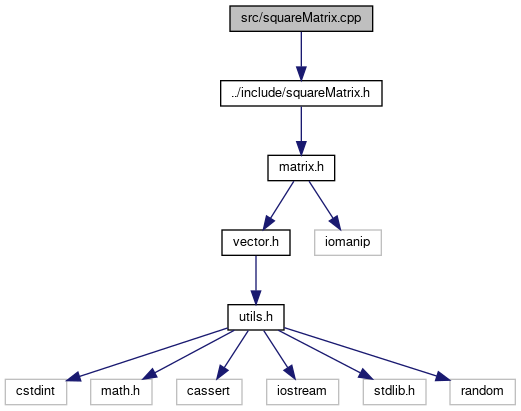 src/squareMatrix.cpp
../include/squareMatrix.h
matrix.h
vector.h
iomanip
utils.h
cstdint
math.h
cassert
iostream
stdlib.h
random